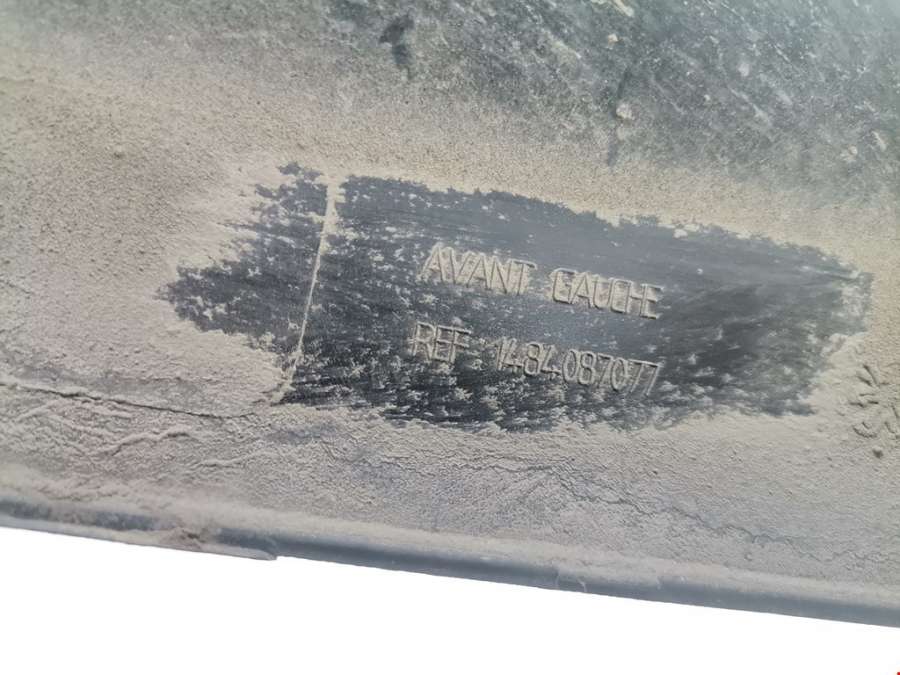 AVANT GAUCHE
REF : 1484087077